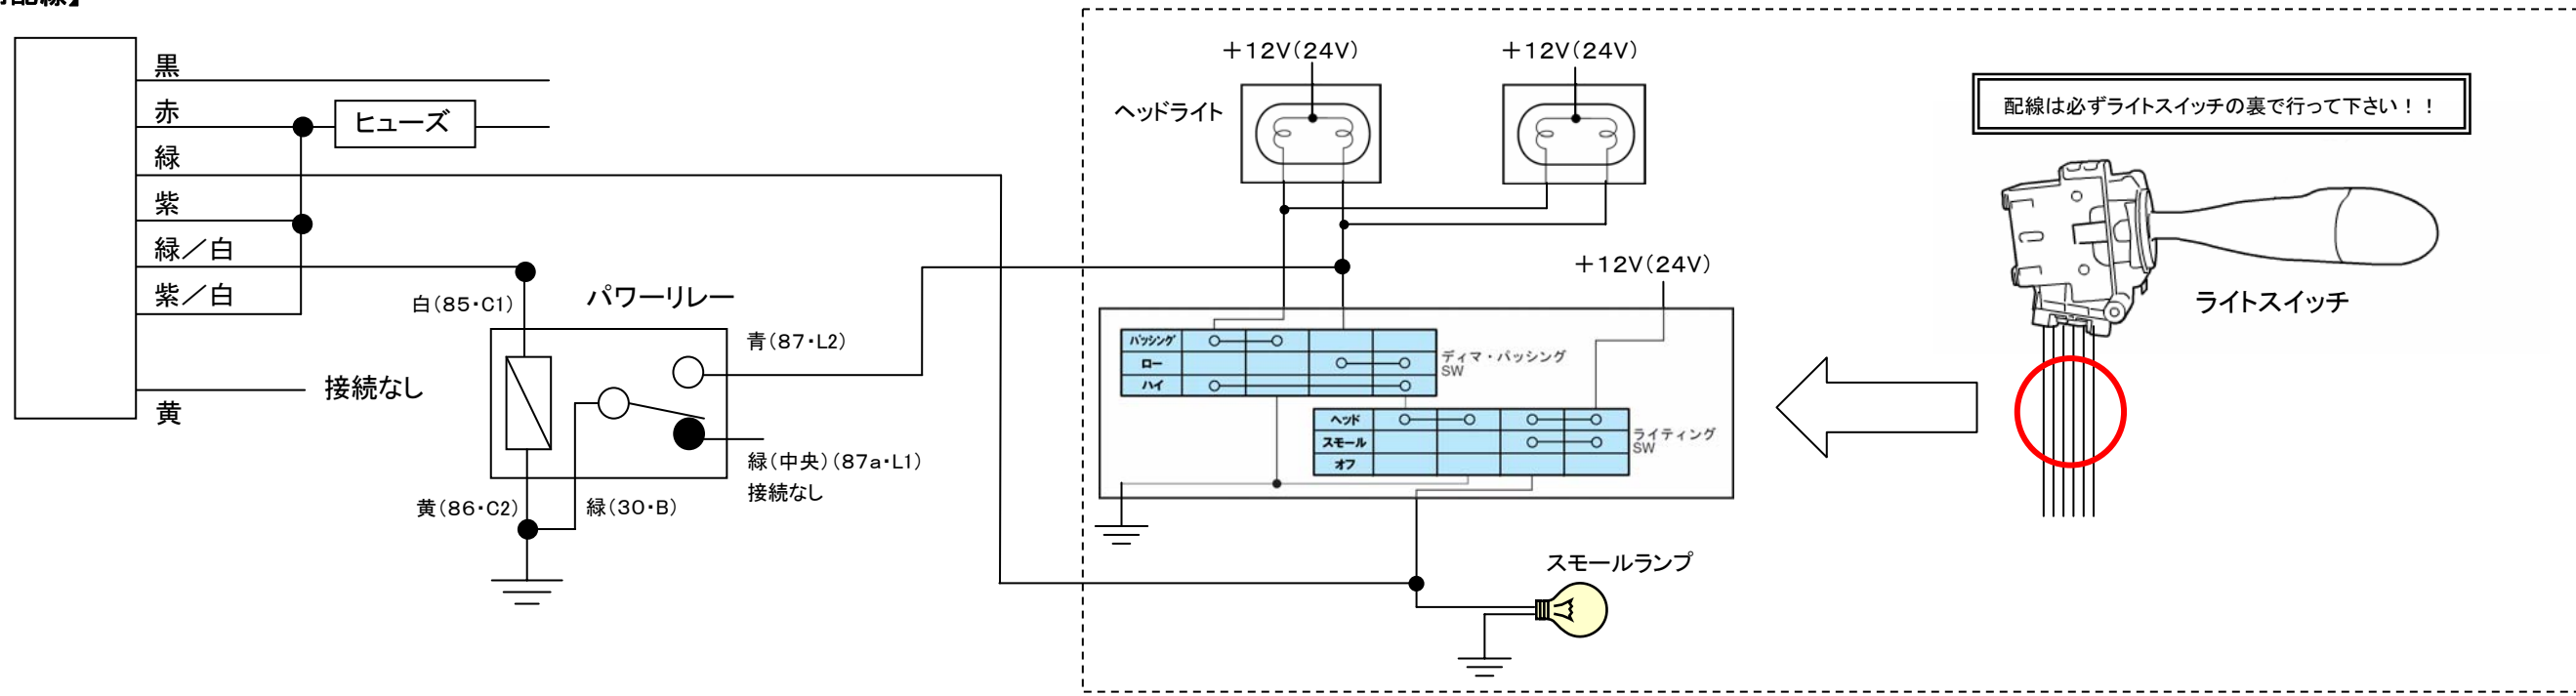 黒
赤
ヒューズ
緑
紫
緑／白
紫／白
黄
接続なし
白(85・C1)
パワーリレー
青(87・L2)
緑(中央)(87a・L1)
接続なし
黄(86・C2)
緑(30・B)
＋12V(24V)
＋12V(24V)
ヘッドライト
＋12V(24V)
パッシング
ロー
ハイ
ディマ・パッシング
SW
ヘッド
スモール
オフ
ライティング
SW
スモールランプ
配線は必ずライトスイッチの裏で行って下さい！！
ライトスイッチ